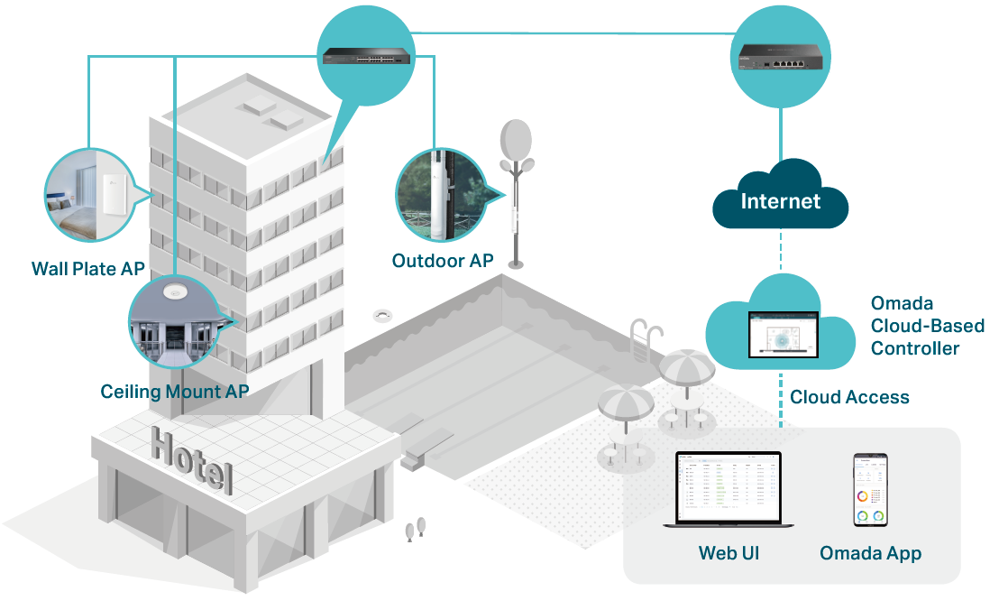 Internet
Wall Plate AP
Outdoor AP
Omada
Cloud-Based
Controller
Ceiling Mount AP
Cloud Access
Hotel
Web UI
Omada App